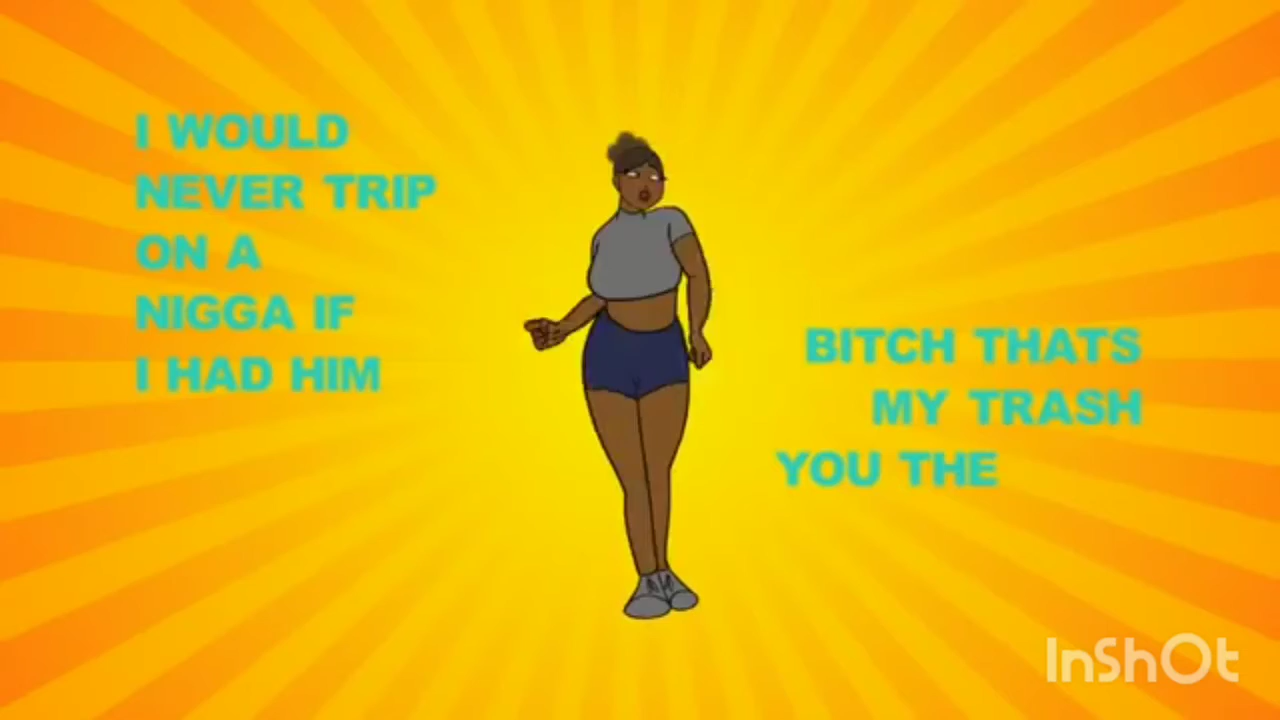 I WOULD
NEVER TRIP
ON A
NIGGA IF
I HAD HIM
BITCH THATS
MY TRASH
YOU THE
InShOt